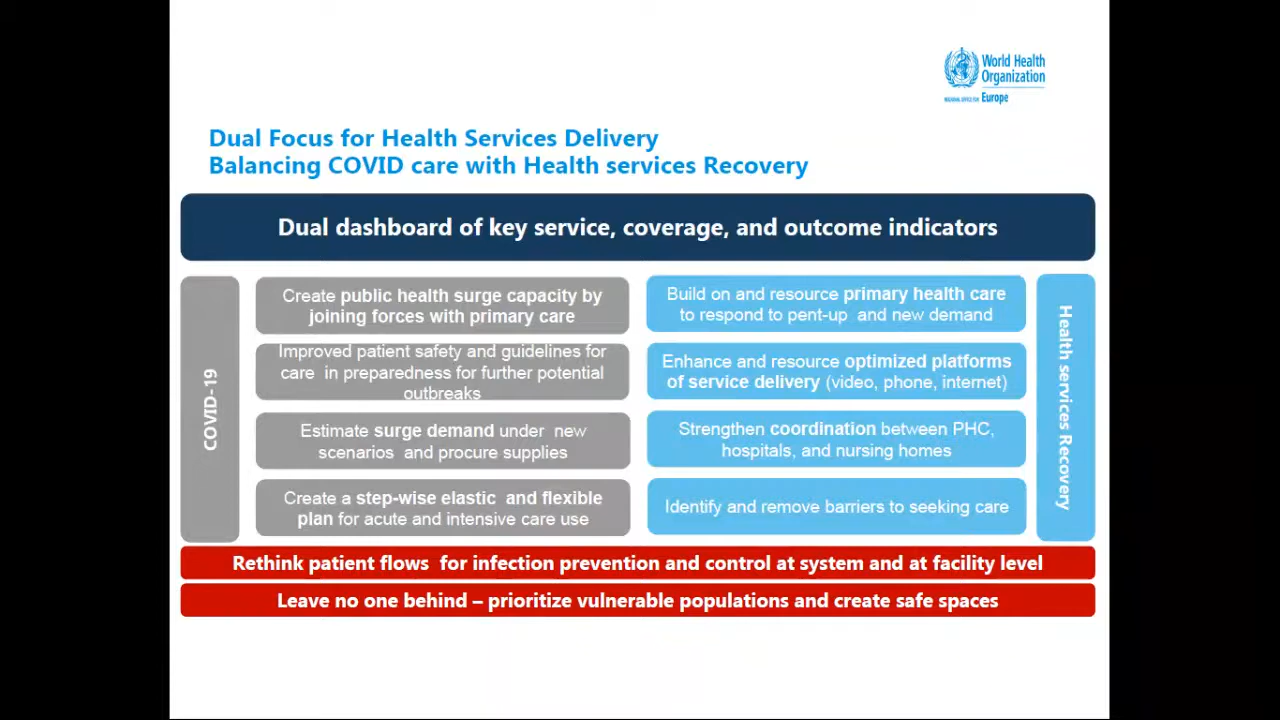 World Health
Organization
REGIONAL OFFICE FOR Europe
Dual Focus for Health Services Delivery
Balancing COVID care with Health services Recovery
Dual dashboard of key service, coverage, and outcome indicators
COVID-19
Create public health surge capacity by
joining forces with primary care
Improved patient safety and guidelines for
care in preparedness for further potential
outbreaks
Estimate surge demand under new
scenarios and procure supplies
Create a step-wise elastic and flexible
plan for acute and intensive care use
Build on and resource primary health care
to respond to pent-up and new demand
Enhance and resource optimized platforms
of service delivery (video, phone, internet)
Strengthen coordination between PHC,
hospitals, and nursing homes
Identify and remove barriers to seeking care
Health services Recovery
Rethink patient flows for infection prevention and control at system and at facility level
Leave no one behind – prioritize vulnerable populations and create safe spaces